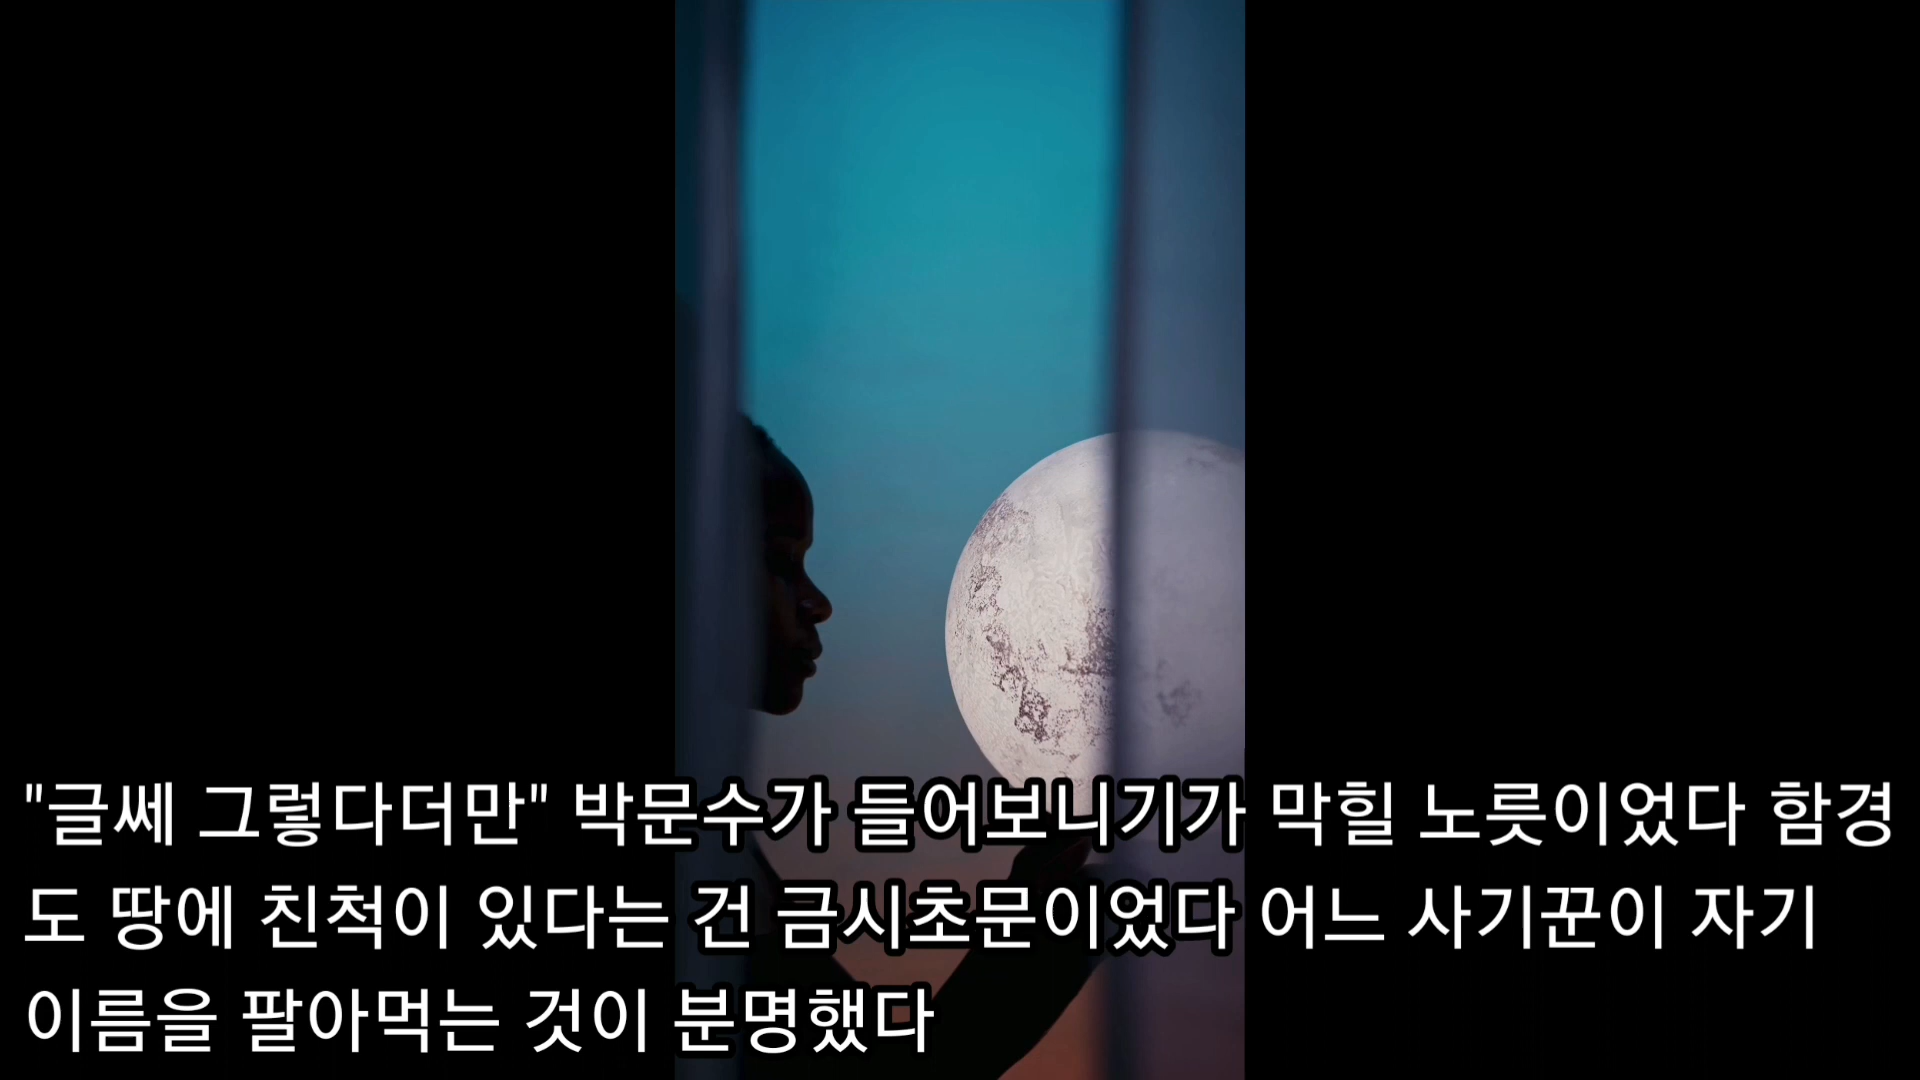 "글쎄 그렇다더만" 박문수가 들어보니기가 막힐 노릇이었다 함경
도 땅에 친척이 있다는 건 금시초문이었다 어느 사기꾼이 자기
이름을 팔아먹는 것이 분명했다